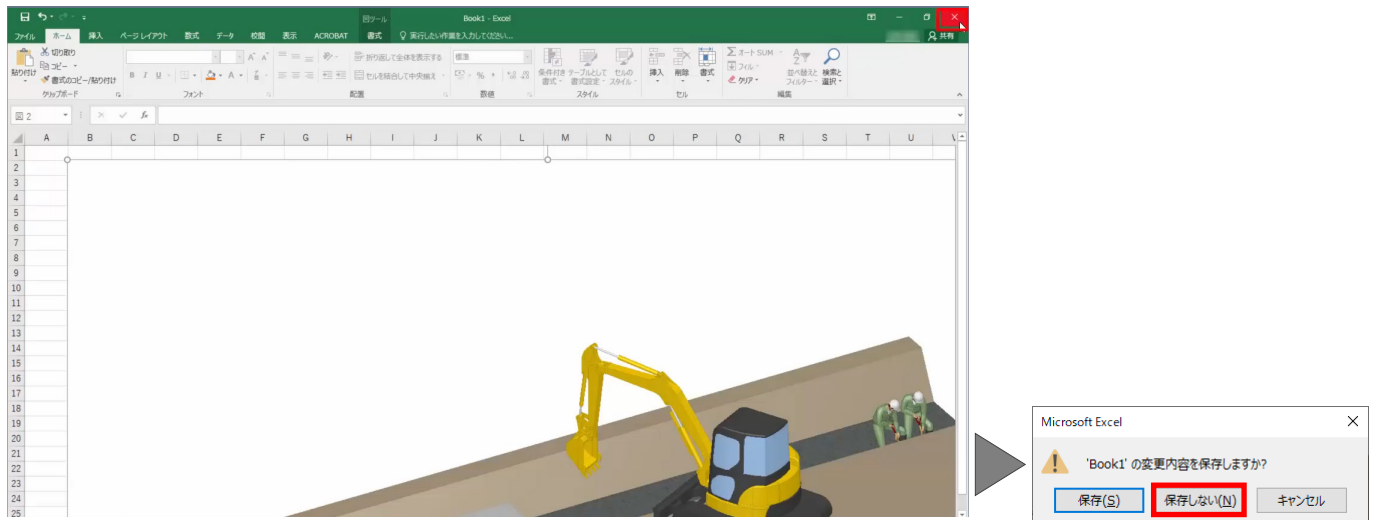 図ツール
Book1 - Excel
ファイル ホーム 挿入 ページ レイアウト 数式 データ 校閲 表示 ACROBAT 書式 実行したい作業を入力してください... 共有
切り取り
コピー
書式のコピー/貼り付け
貼り付け
クリップボード
B I U
A A
A
フォント
折り返して全体を表示する
セルを結合して中央揃え
配置
標準
%
数値
条件付き書式
テーブルとして書式設定
セルのスタイル
スタイル
挿入 削除 書式
セル
オート SUM
フィル
クリア
並べ替えとフィルター
検索と選択
編集
図 2
fx
A B C D E F G H I J K L M N O P Q R S T U V
1
2
3
4
5
6
7
8
9
10
11
12
13
14
15
16
17
18
19
20
21
22
23
24
25
Microsoft Excel
'Book1' の変更内容を保存しますか?
保存(S) 保存しない(N) キャンセル